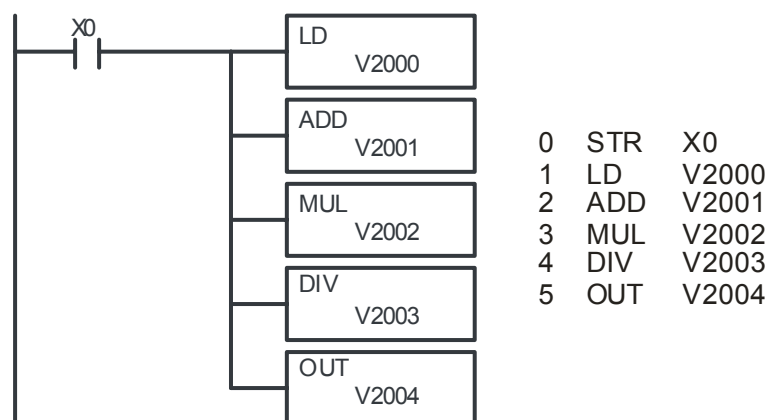 X0
LD
V2000
ADD
V2001
MUL
V2002
DIV
V2003
OUT
V2004
0 STR X0
1 LD V2000
2 ADD V2001
3 MUL V2002
4 DIV V2003
5 OUT V2004